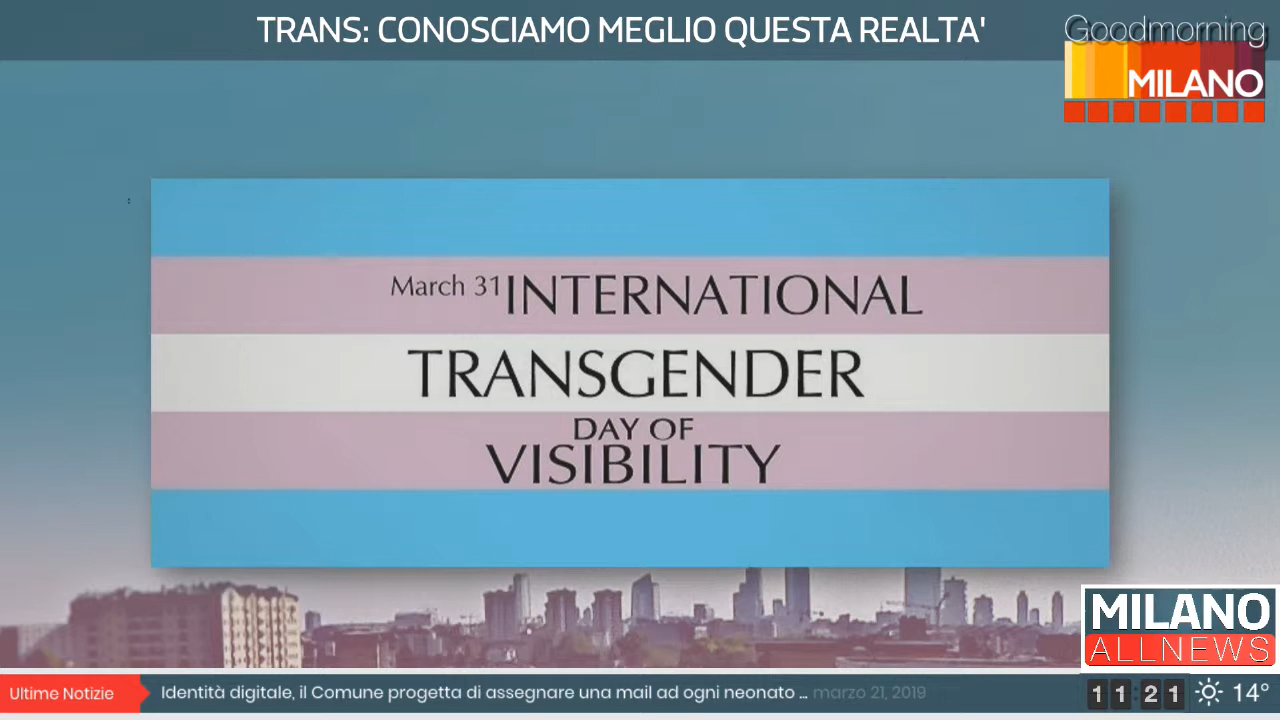 TRANS: CONOSCIAMO MEGLIO QUESTA REALTA'
Goodmorning
MILANO
March 31 INTERNATIONAL
TRANSGENDER
DAY OF
VISIBILITY
MILANO
ALLNEWS
Ultime Notizie Identità digitale, il Comune progetta di assegnare una mail ad ogni neonato ... marzo 21, 2019
11 21 14°